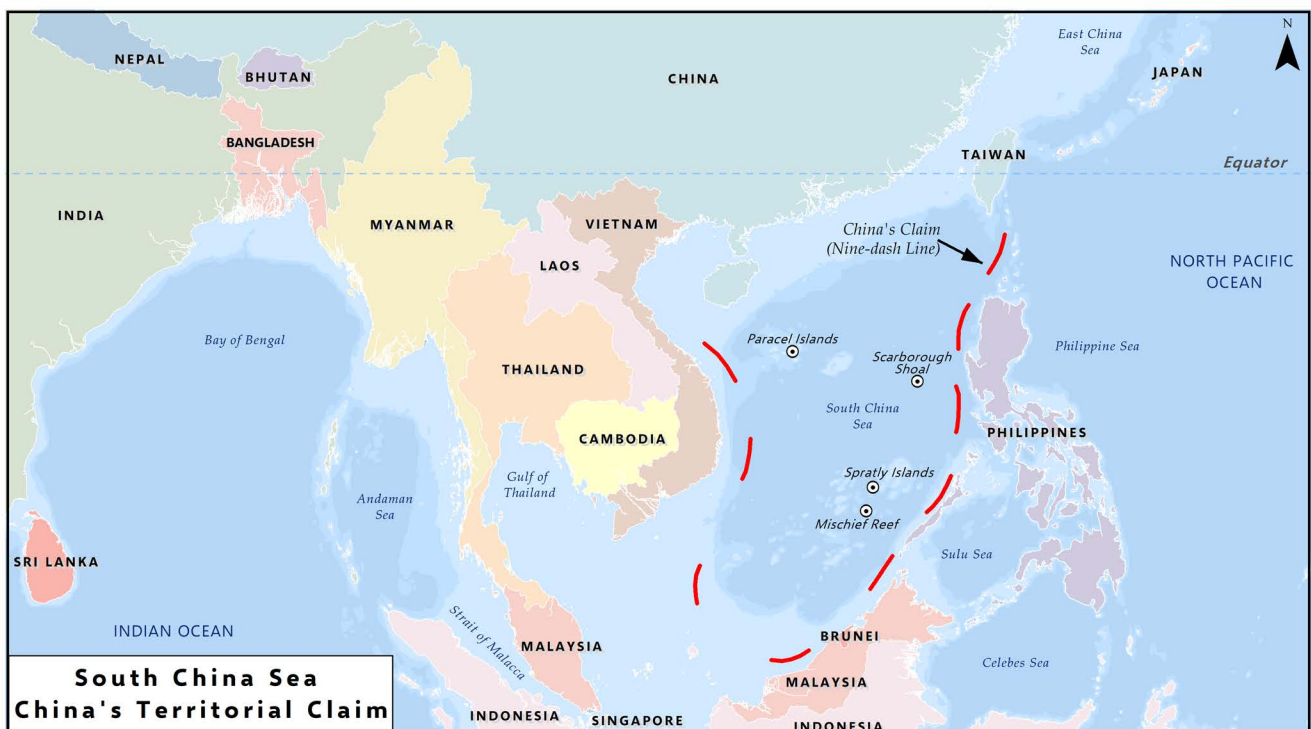 N
East China
Sea
NEPAL
BHUTAN
CHINA
JAPAN
BANGLADESH
TAIWAN
Equator
INDIA
MYANMAR
VIETNAM
China's Claim
(Nine-dash Line)
LAOS
NORTH PACIFIC
OCEAN
Bay of Bengal
Paracel Islands
Philippine Sea
Scarborough
Shoal
THAILAND
South China
Sea
CAMBODIA
PHILIPPINES
Gulf of
Thailand
Spratly Islands
Andaman
Sea
Mischief Reef
SRI LANKA
Sulu Sea
INDIAN OCEAN
Strait of Malacca
MALAYSIA
BRUNEI
Celebes Sea
MALAYSIA
South China Sea
China's Territorial Claim
INDONESIA
SINGAPORE
INDONESIA